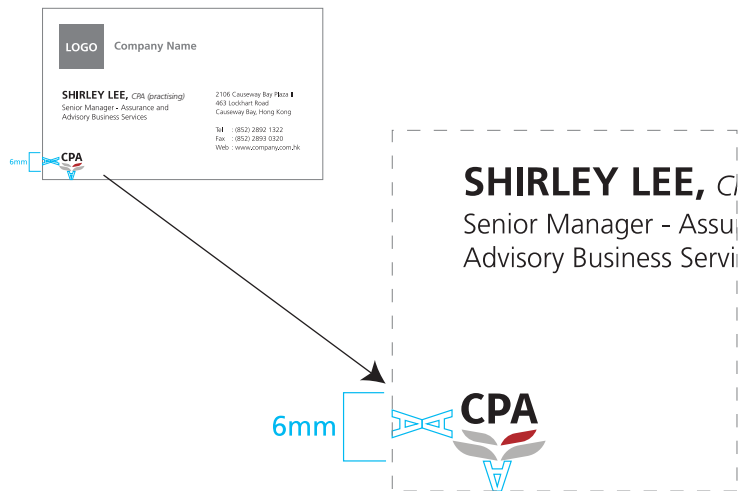 LOGO Company Name
SHIRLEY LEE, CPA (practising)
Senior Manager - Assurance and
Advisory Business Services
2106 Causeway Bay Plaza II
463 Lockhart Road
Causeway Bay, Hong Kong
Tel : (852) 2892 1322
Fax : (852) 2893 0320
Web : www.company.com.hk
6mm
A A
CPA
A
SHIRLEY LEE, C
Senior Manager - Assu
Advisory Business Servi
6mm
A A
CPA
A